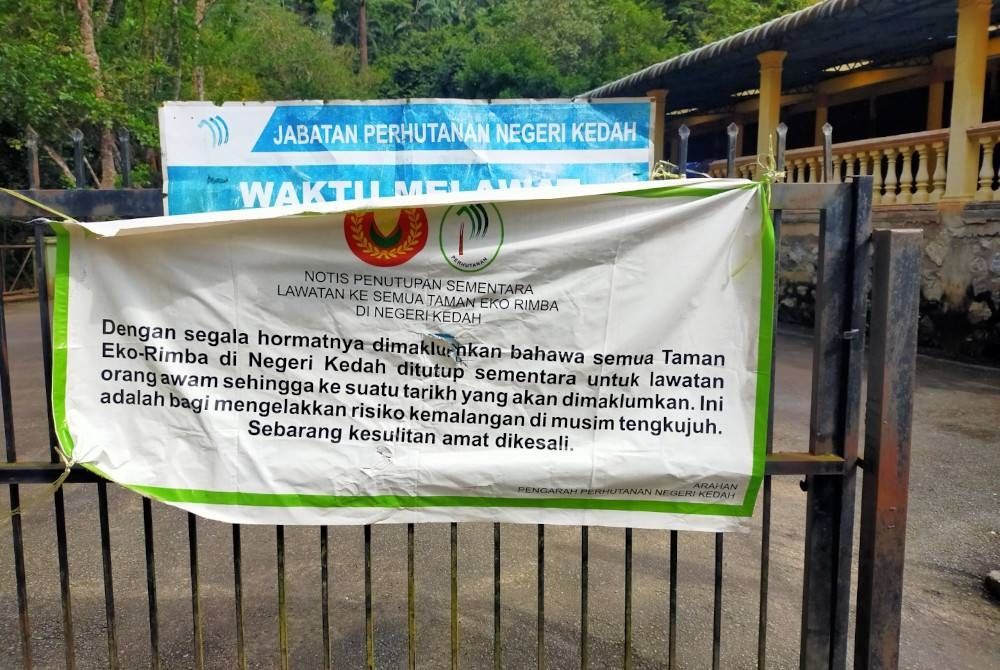 JABATAN PERHUTANAN NEGERI KEDAH
WAKTU MELAWAT
PERHUTANAN
NOTIS PENUTUPAN SEMENTARA
LAWATAN KE SEMUA TAMAN EKO RIMBA
DI NEGERI KEDAH
Dengan segala hormatnya dimaklumkan bahawa semua Taman
Eko-Rimba di Negeri Kedah ditutup sementara untuk lawatan
orang awam sehingga ke suatu tarikh yang akan dimaklumkan. Ini
adalah bagi mengelakkan risiko kemalangan di musim tengkujuh.
Sebarang kesulitan amat dikesali.
ARAHAN
PENGARAH PERHUTANAN NEGERI KEDAH